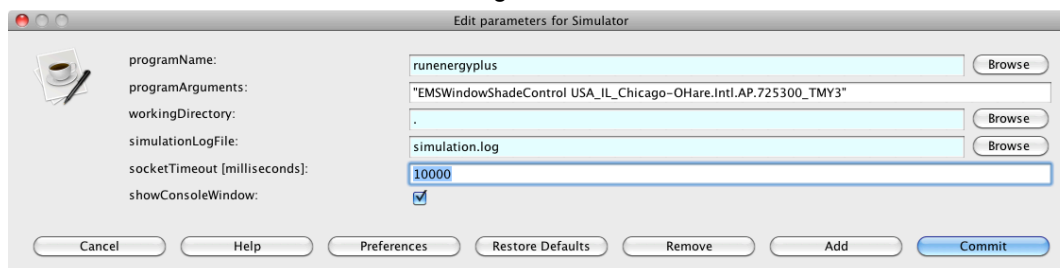 Edit parameters for Simulator
programName: runenergyplus Browse
programArguments: "EMSWindowShadeControl USA_IL_Chicago-OHare.Intl.AP.725300_TMY3"
workingDirectory: . Browse
simulationLogFile: simulation.log Browse
socketTimeout [milliseconds]: 10000
showConsoleWindow:
Cancel Help Preferences Restore Defaults Remove Add Commit